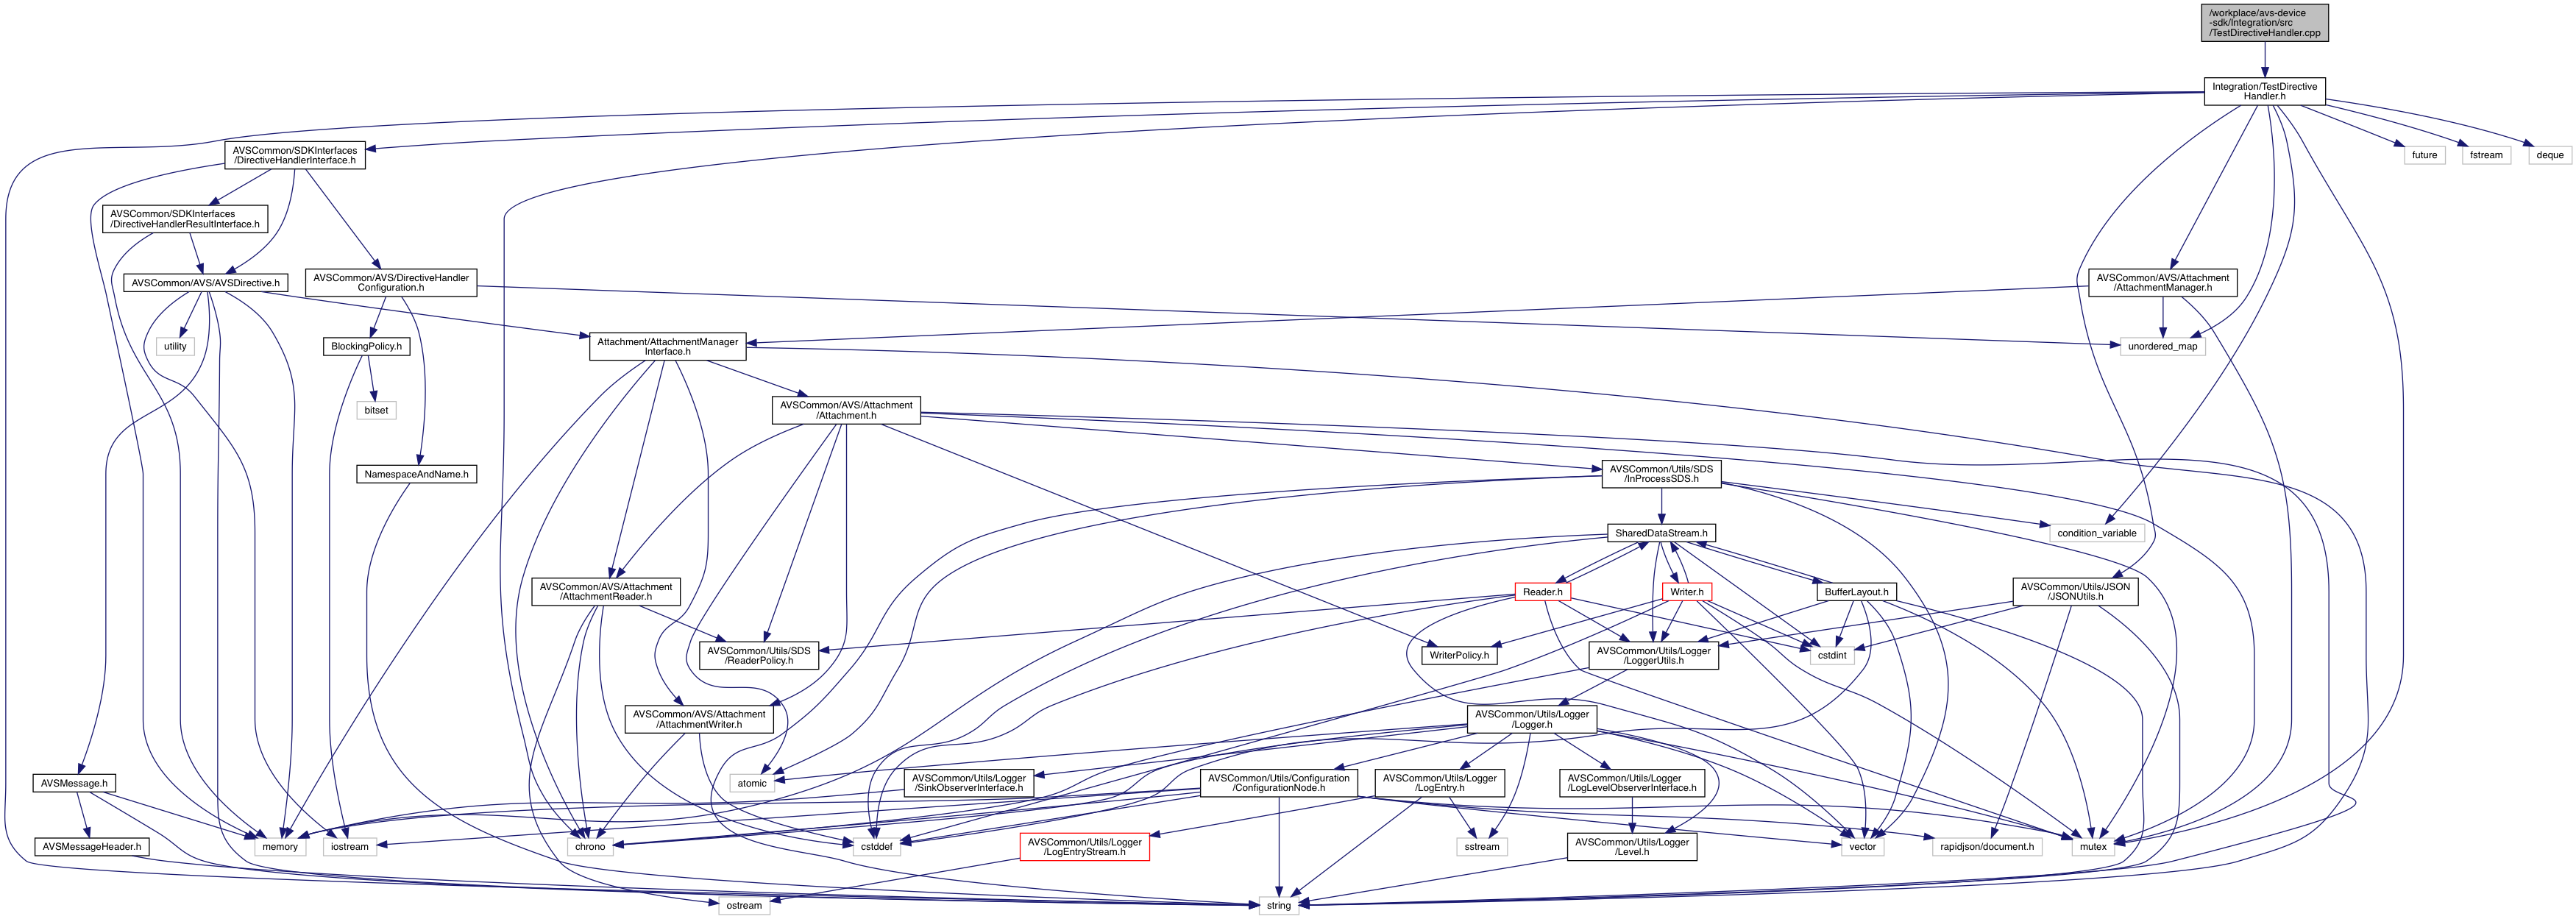 /workplace/avs-device
-sdk/Integration/src
/TestDirectiveHandler.cpp
Integration/TestDirective
Handler.h
AVSCommon/SDKInterfaces
/DirectiveHandlerInterface.h
future
fstream
deque
AVSCommon/SDKInterfaces
/DirectiveHandlerResultInterface.h
AVSCommon/AVS/AVSDirective.h
AVSCommon/AVS/DirectiveHandler
Configuration.h
AVSCommon/AVS/Attachment
/AttachmentManager.h
utility
BlockingPolicy.h
Attachment/AttachmentManager
Interface.h
unordered_map
bitset
AVSCommon/AVS/Attachment
/Attachment.h
NamespaceAndName.h
AVSCommon/Utils/SDS
/InProcessSDS.h
SharedDataStream.h
condition_variable
AVSCommon/AVS/Attachment
/AttachmentReader.h
Reader.h
Writer.h
BufferLayout.h
AVSCommon/Utils/JSON
/JSONUtils.h
AVSCommon/Utils/SDS
/ReaderPolicy.h
WriterPolicy.h
AVSCommon/Utils/Logger
/LoggerUtils.h
cstdint
AVSCommon/AVS/Attachment
/AttachmentWriter.h
AVSCommon/Utils/Logger
/Logger.h
AVSMessage.h
atomic
AVSCommon/Utils/Logger
/SinkObserverInterface.h
AVSCommon/Utils/Configuration
/ConfigurationNode.h
AVSCommon/Utils/Logger
/LogEntry.h
AVSCommon/Utils/Logger
/LogLevelObserverInterface.h
AVSMessageHeader.h
memory
iostream
chrono
cstddef
AVSCommon/Utils/Logger
/LogEntryStream.h
sstream
AVSCommon/Utils/Logger
/Level.h
vector
rapidjson/document.h
mutex
ostream
string